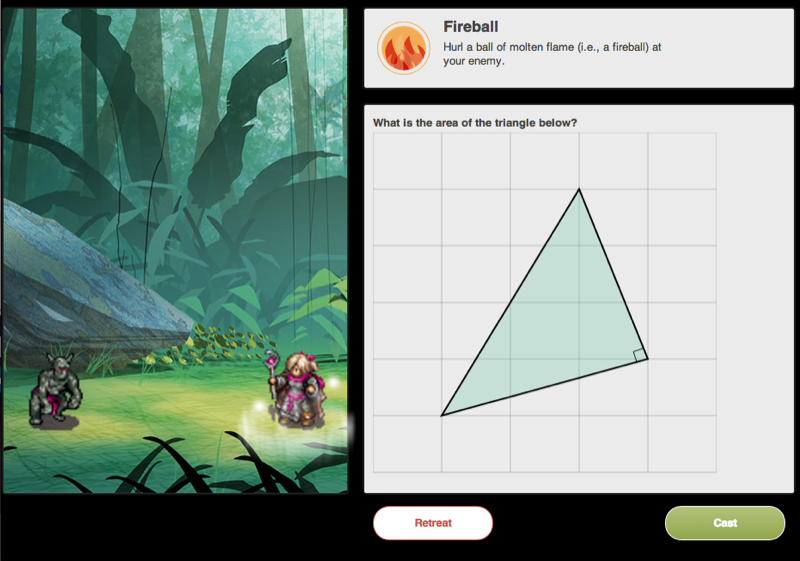 Fireball
Hurl a ball of molten flame (i.e., a fireball) at
your enemy.
What is the area of the triangle below?
Retreat
Cast